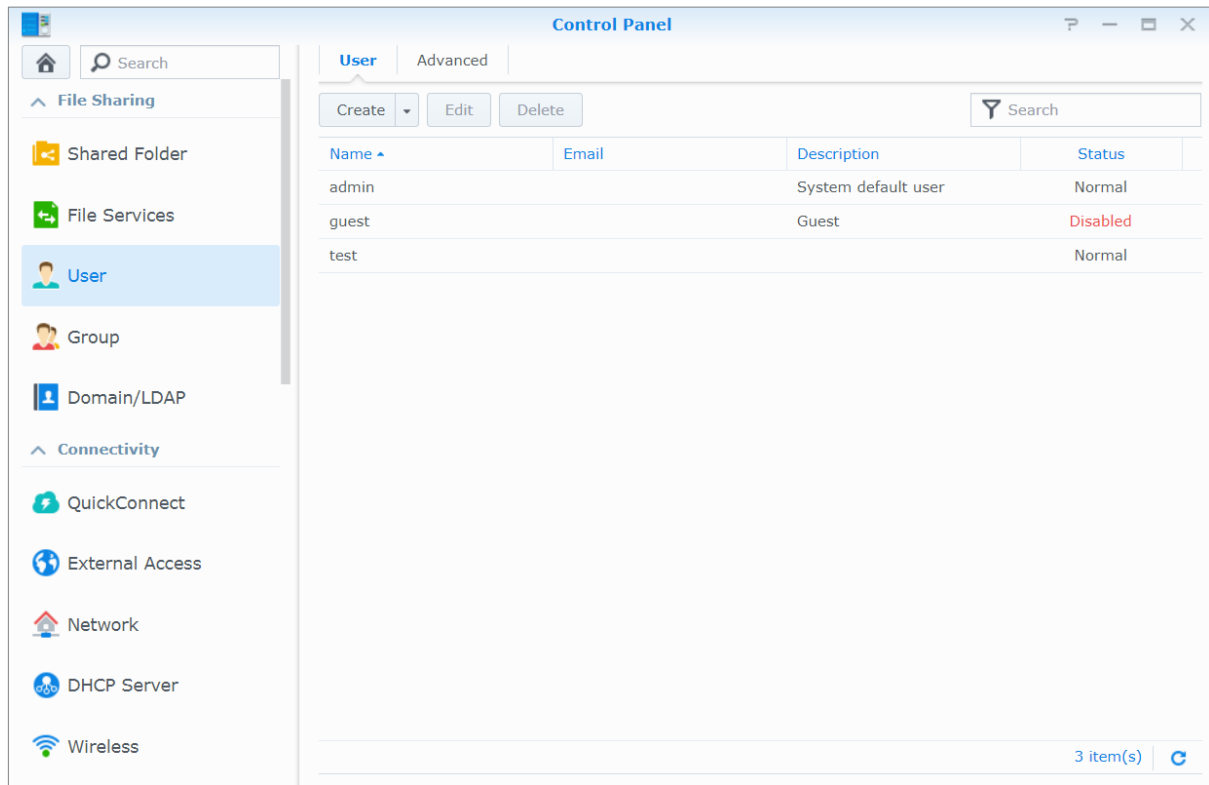 Control Panel
Search
File Sharing
Shared Folder
File Services
User
Group
Domain/LDAP
Connectivity
QuickConnect
External Access
Network
DHCP Server
Wireless
User Advanced
Create Edit Delete Search
Name Email Description Status
admin System default user Normal
guest Guest Disabled
test Normal
3 item(s)